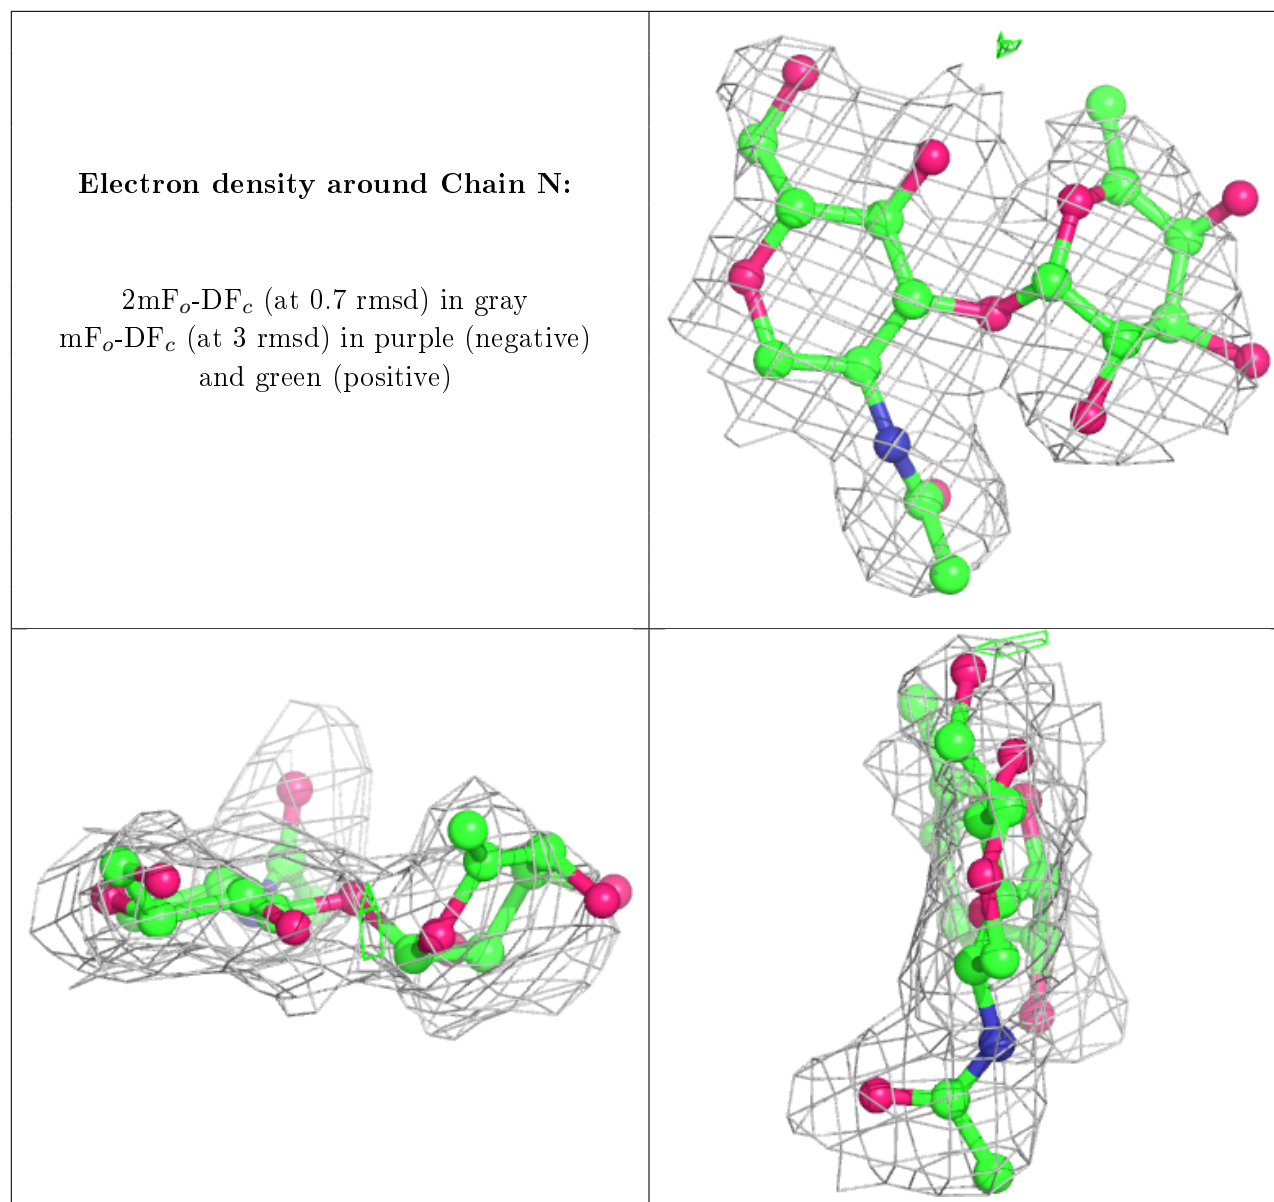 Electron density around Chain N:
2mFₒ-DF𝒸 (at 0.7 rmsd) in gray
mFₒ-DF𝒸 (at 3 rmsd) in purple (negative)
and green (positive)